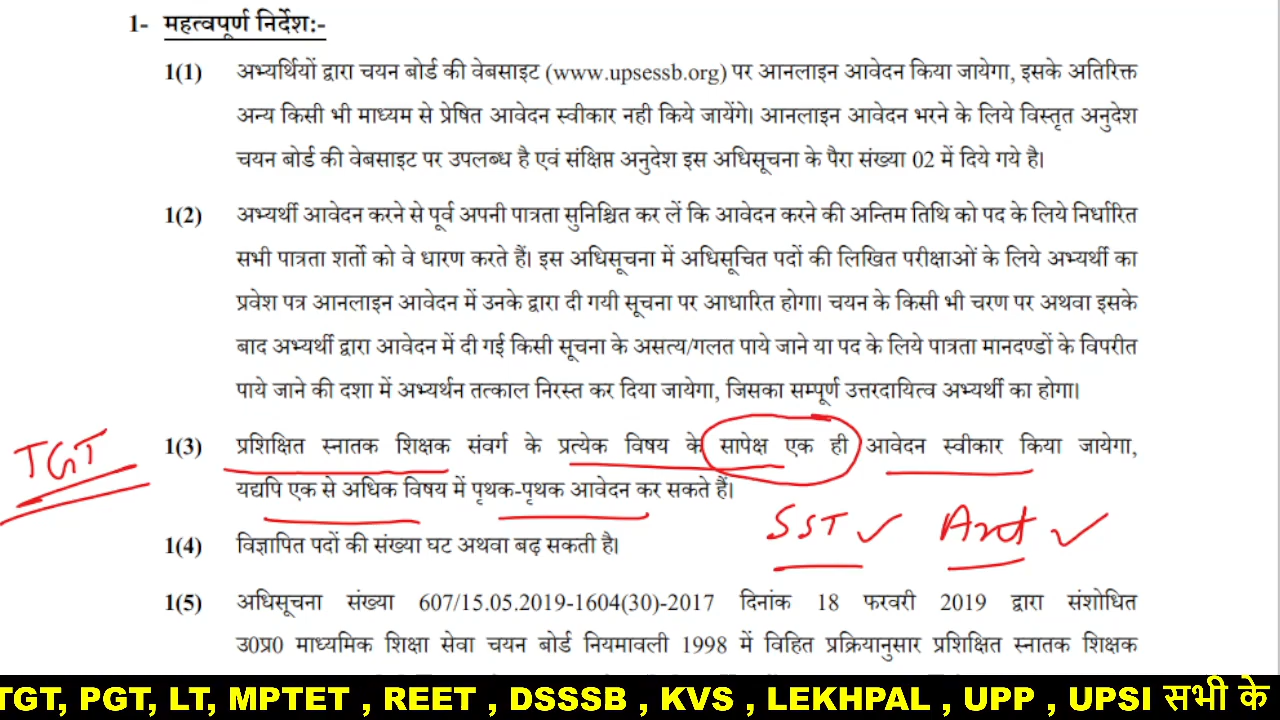 1- महत्वपूर्ण निर्देश:-
1(1) अभ्यर्थियों द्वारा चयन बोर्ड की वेबसाइट (www.upsessb.org) पर आनलाइन आवेदन किया जायेगा, इसके अतिरिक्त
अन्य किसी भी माध्यम से प्रेषित आवेदन स्वीकार नही किये जायेंगे। आनलाइन आवेदन भरने के लिये विस्तृत अनुदेश
चयन बोर्ड की वेबसाइट पर उपलब्ध है एवं संक्षिप्त अनुदेश इस अधिसूचना के पैरा संख्या 02 में दिये गये है।
1(2) अभ्यर्थी आवेदन करने से पूर्व अपनी पात्रता सुनिश्चित कर लें कि आवेदन करने की अन्तिम तिथि को पद के लिये निर्धारित
सभी पात्रता शर्तो को वे धारण करते हैं। इस अधिसूचना में अधिसूचित पदों की लिखित परीक्षाओं के लिये अभ्यर्थी का
प्रवेश पत्र आनलाइन आवेदन में उनके द्वारा दी गयी सूचना पर आधारित होगा। चयन के किसी भी चरण पर अथवा इसके
बाद अभ्यर्थी द्वारा आवेदन में दी गई किसी सूचना के असत्य/गलत पाये जाने या पद के लिये पात्रता मानदण्डों के विपरीत
पाये जाने की दशा में अभ्यर्थन तत्काल निरस्त कर दिया जायेगा, जिसका सम्पूर्ण उत्तरदायित्व अभ्यर्थी का होगा।
TGT
1(3) प्रशिक्षित स्नातक शिक्षक संवर्ग के प्रत्येक विषय के सापेक्ष एक ही आवेदन स्वीकार किया जायेगा,
यद्यपि एक से अधिक विषय में पृथक-पृथक आवेदन कर सकते हैं।
SST ✓ Art ✓
1(4) विज्ञापित पदों की संख्या घट अथवा बढ़ सकती है।
1(5) अधिसूचना संख्या 607/15.05.2019-1604(30)-2017 दिनांक 18 फरवरी 2019 द्वारा संशोधित
उ0प्र0 माध्यमिक शिक्षा सेवा चयन बोर्ड नियमावली 1998 में विहित प्रक्रियानुसार प्रशिक्षित स्नातक शिक्षक
TGT, PGT, LT, MPTET , REET , DSSSB , KVS , LEKHPAL , UPP , UPSI सभी के